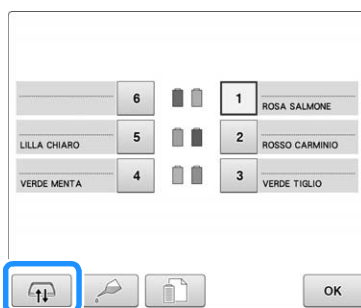 6
1
ROSA SALMONE
LILLA CHIARO
5
2
ROSSO CARMINIO
VERDE MENTA
4
3
VERDE TIGLIO
OK